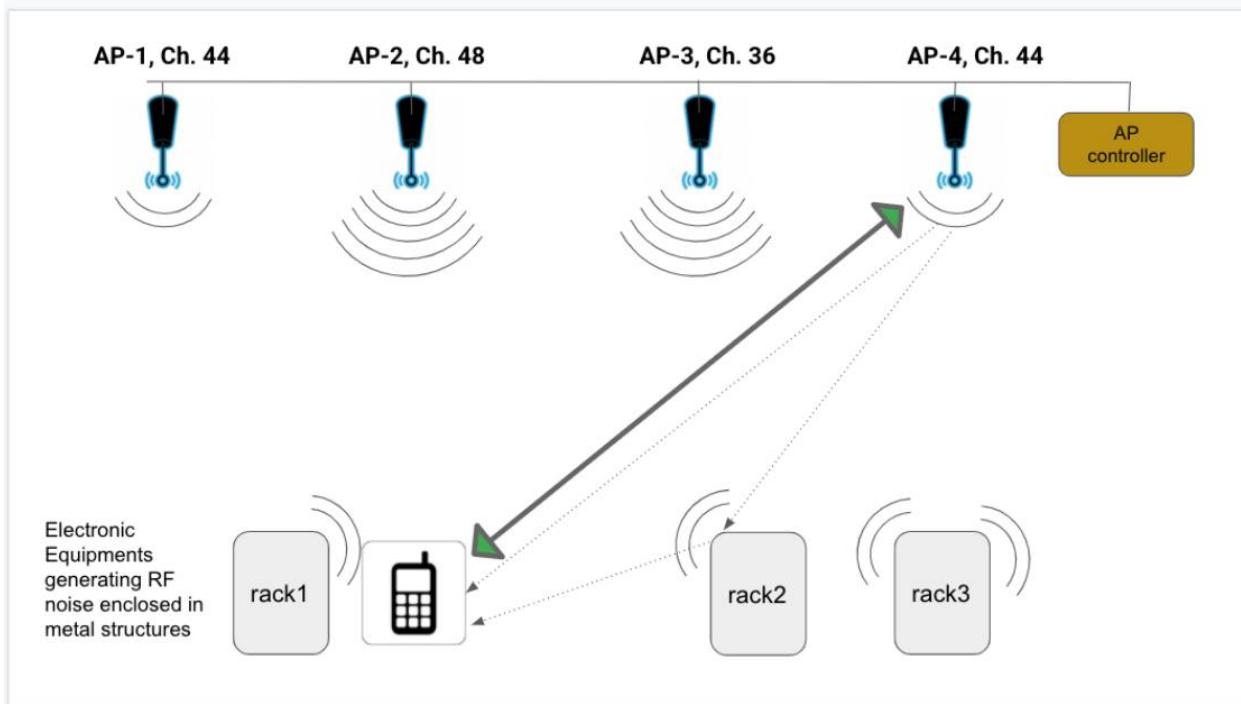 AP-1, Ch. 44
AP-2, Ch. 48
AP-3, Ch. 36
AP-4, Ch. 44
AP
controller
Electronic
Equipments
generating RF
noise enclosed in
metal structures
rack1
rack2
rack3